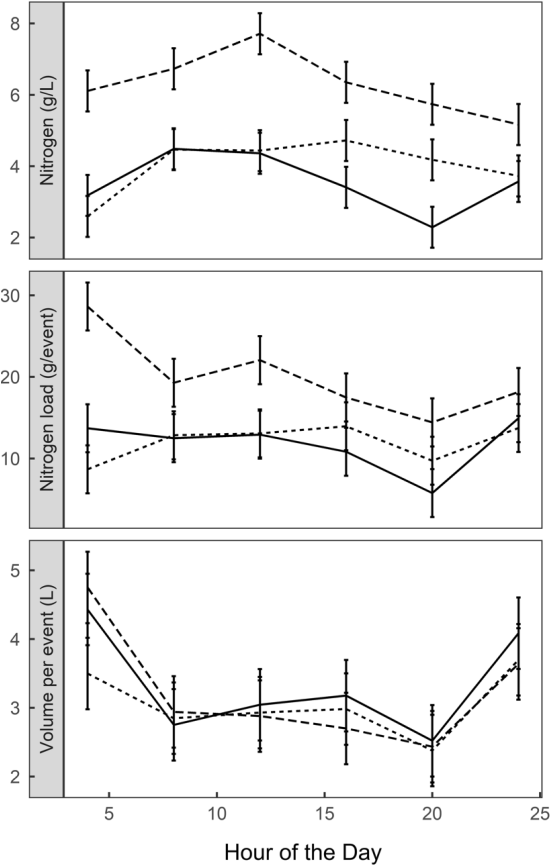 Nitrogen (g/L)
8
6
4
2
Nitrogen load (g/event)
30
20
10
Volume per event (L)
5
4
3
2
5 10 15 20 25
Hour of the Day